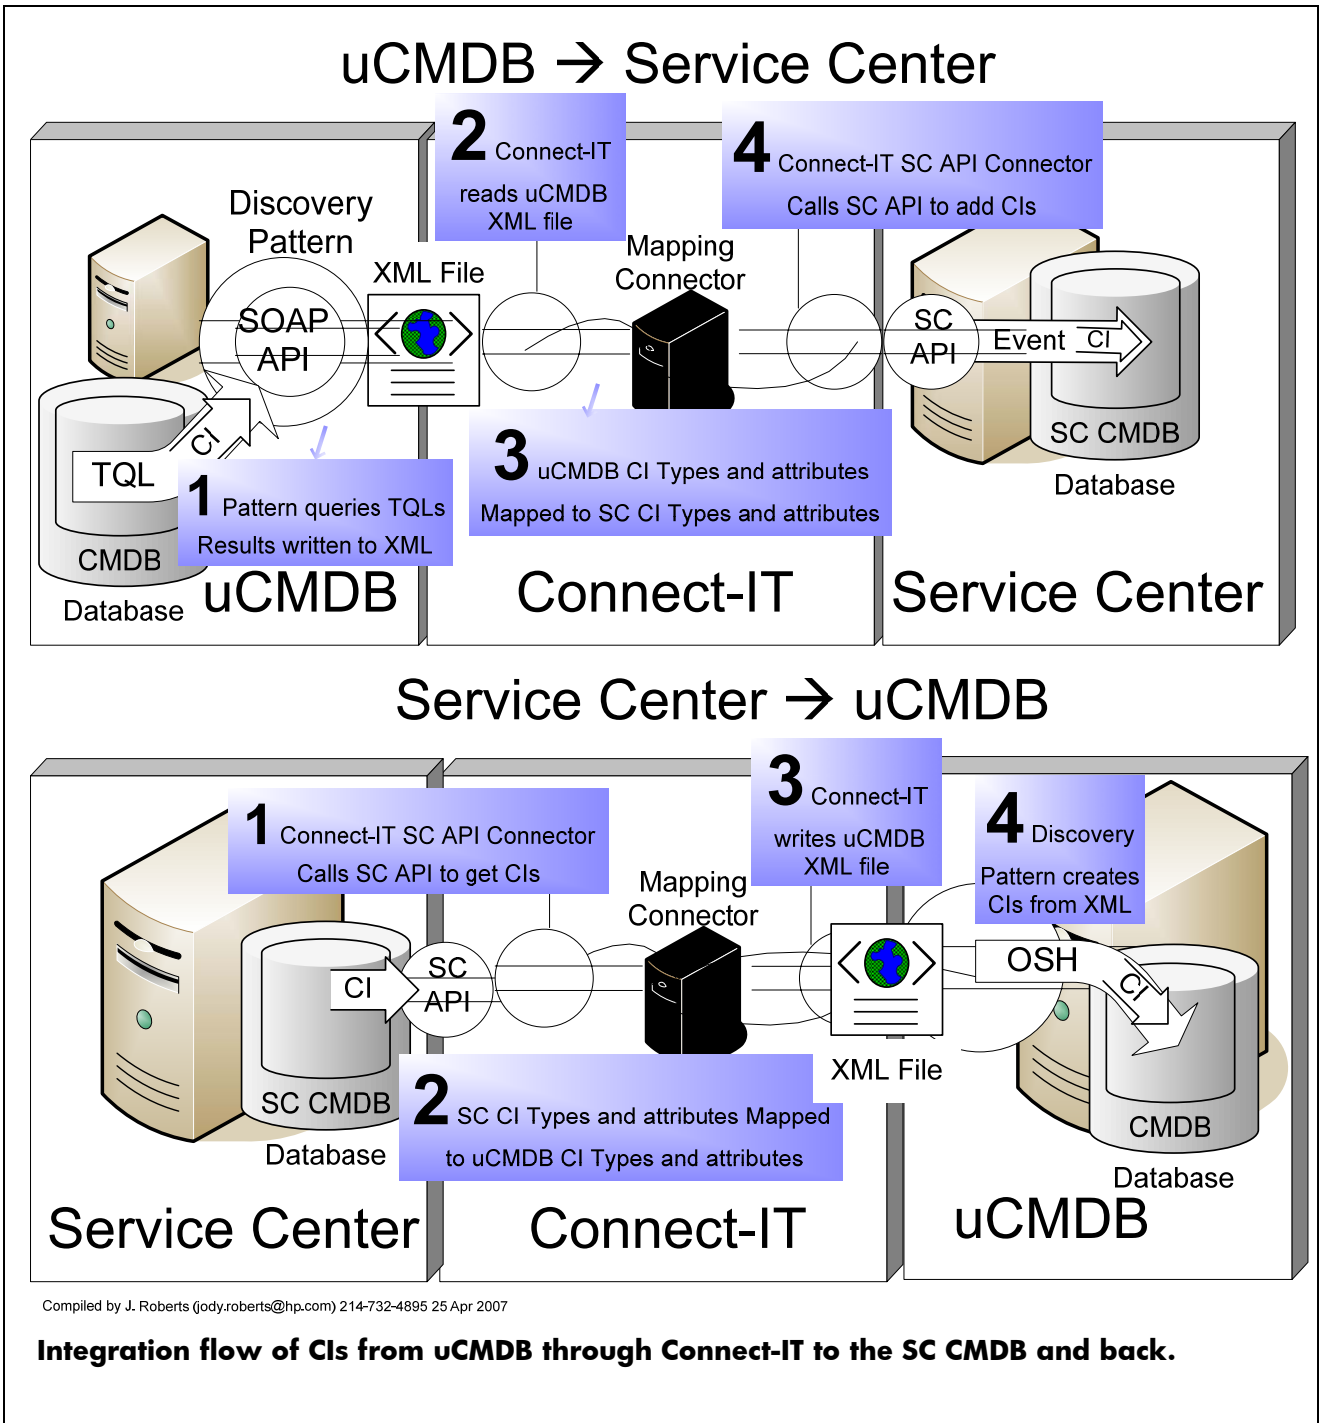 uCMDB → Service Center
2 Connect-IT
reads uCMDB
XML file
4 Connect-IT SC API Connector
Calls SC API to add CIs
Discovery
Pattern
XML File
Mapping
Connector
SOAP
API
SC
API
Event
CI
CI
TQL
SC CMDB
Database
1 Pattern queries TQLs
Results written to XML
3 uCMDB CI Types and attributes
Mapped to SC CI Types and attributes
CMDB
Database
uCMDB
Connect-IT
Service Center
Service Center → uCMDB
1 Connect-IT SC API Connector
Calls SC API to get CIs
3 Connect-IT
writes uCMDB
XML file
4 Discovery
Pattern creates
CIs from XML
Mapping
Connector
CI
SC
API
OSH
CI
XML File
SC CMDB
Database
2 SC CI Types and attributes Mapped
to uCMDB CI Types and attributes
CMDB
Database
Service Center
Connect-IT
uCMDB
Compiled by J. Roberts (jody.roberts@hp.com) 214-732-4895 25 Apr 2007
Integration flow of CIs from uCMDB through Connect-IT to the SC CMDB and back.